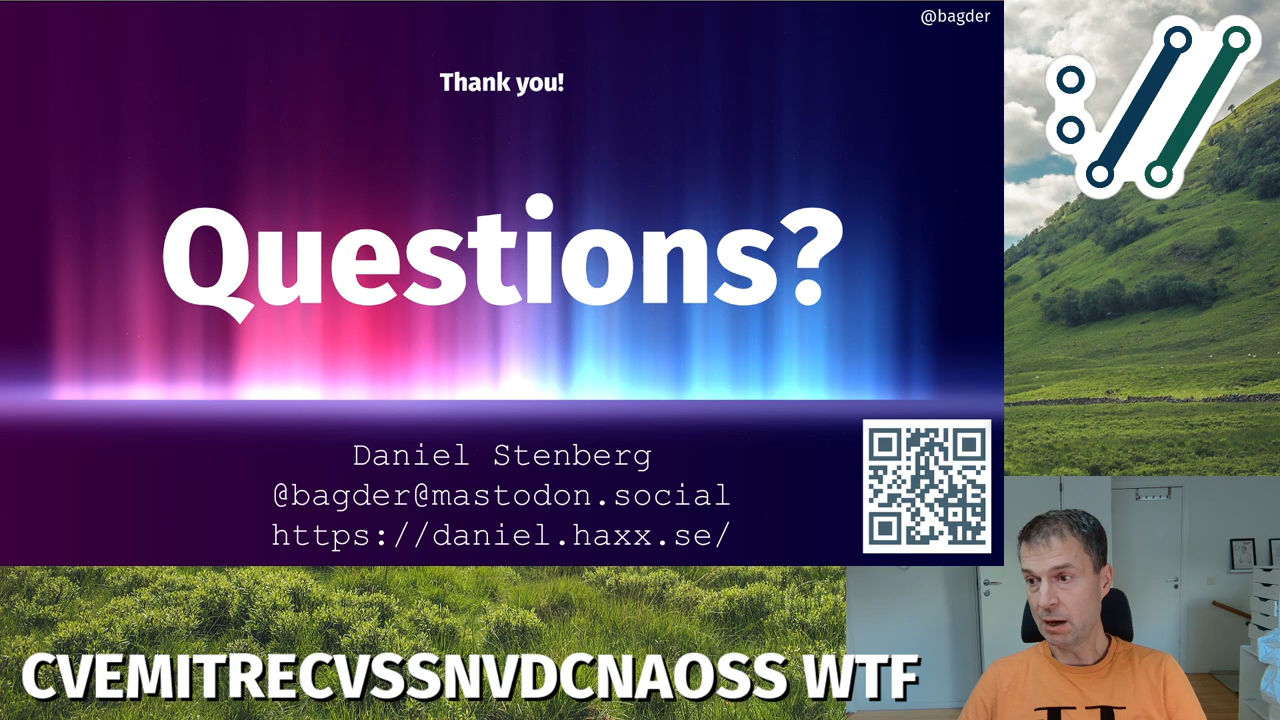 @bagder
Thank you!
Questions?
Daniel Stenberg
@bagder@mastodon.social
https://daniel.haxx.se/
CVEMITRECVSSNVDCNAOSS WTF